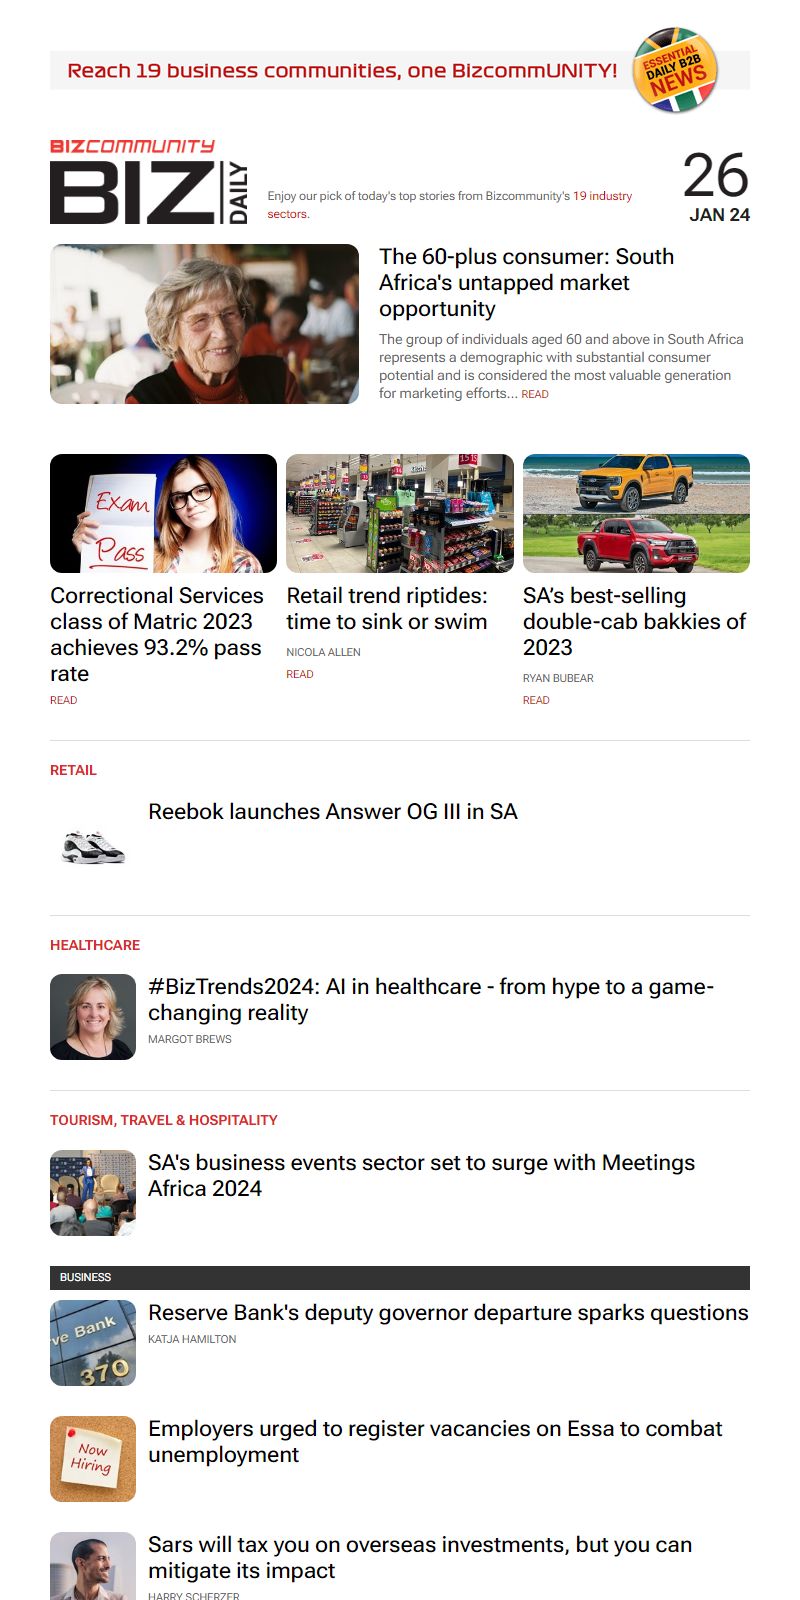 Reach 19 business communities, one BizcommUNITY!
ESSENTIAL
DAILY B2B
NEWS
BIZCOMMUNITY
BIZ DAILY
Enjoy our pick of today's top stories from Bizcommunity's 19 industry
sectors.
26
JAN 24
The 60-plus consumer: South
Africa's untapped market
opportunity
The group of individuals aged 60 and above in South Africa
represents a demographic with substantial consumer
potential and is considered the most valuable generation
for marketing efforts... READ
Exam
Pass
Correctional Services
class of Matric 2023
achieves 93.2% pass
rate
READ
Retail trend riptides:
time to sink or swim
NICOLA ALLEN
READ
SA's best-selling
double-cab bakkies of
2023
RYAN BUBEAR
READ
RETAIL
Reebok launches Answer OG III in SA
HEALTHCARE
#BizTrends2024: AI in healthcare - from hype to a game-
changing reality
MARGOT BREWS
TOURISM, TRAVEL & HOSPITALITY
SA's business events sector set to surge with Meetings
Africa 2024
BUSINESS
ve Bank
370
Reserve Bank's deputy governor departure sparks questions
KATJA HAMILTON
Now
Hiring
Employers urged to register vacancies on Essa to combat
unemployment
Sars will tax you on overseas investments, but you can
mitigate its impact
HARRY SCHERZER